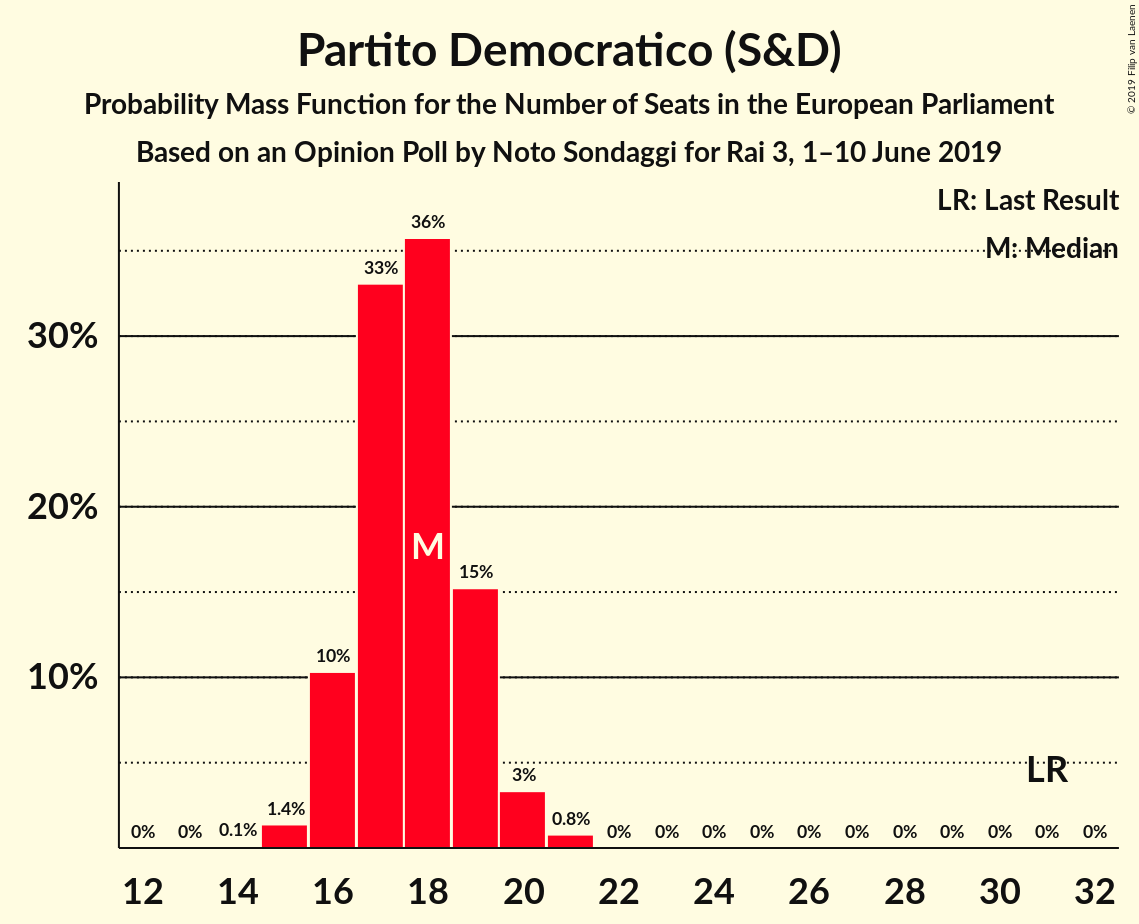 Partito Democratico (S&D)
Probability Mass Function for the Number of Seats in the European Parliament
Based on an Opinion Poll by Noto Sondaggi for Rai 3, 1–10 June 2019
© 2019 Filip van Laenen
LR: Last Result
M: Median
30%
20%
10%
0% 0% 0.1% 1.4% 10% 33% 36% 15% 3% 0.8% 0% 0% 0% 0% 0% 0% 0% 0% 0% 0% 0%
M
LR
12 14 16 18 20 22 24 26 28 30 32